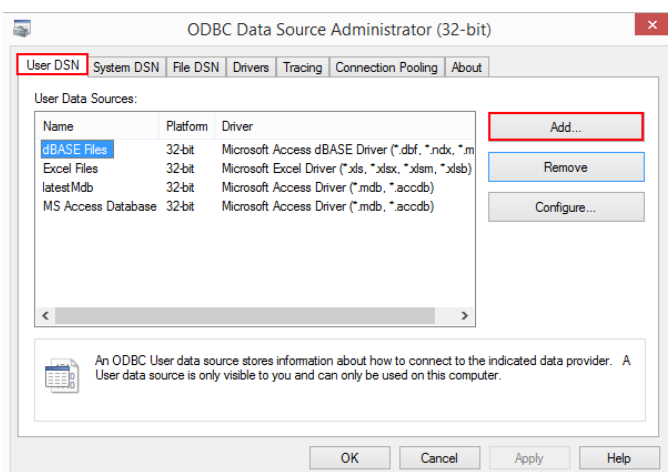 ODBC Data Source Administrator (32-bit)
User DSN System DSN File DSN Drivers Tracing Connection Pooling About
User Data Sources:
Name Platform Driver
dBASE Files 32-bit Microsoft Access dBASE Driver (*.dbf, *.ndx, *.m
Excel Files 32-bit Microsoft Excel Driver (*.xls, *.xlsx, *.xlsm, *.xlsb)
latestMdb 32-bit Microsoft Access Driver (*.mdb, *.accdb)
MS Access Database 32-bit Microsoft Access Driver (*.mdb, *.accdb)
Add...
Remove
Configure...
An ODBC User data source stores information about how to connect to the indicated data provider. A
User data source is only visible to you and can only be used on this computer.
OK Cancel Apply Help